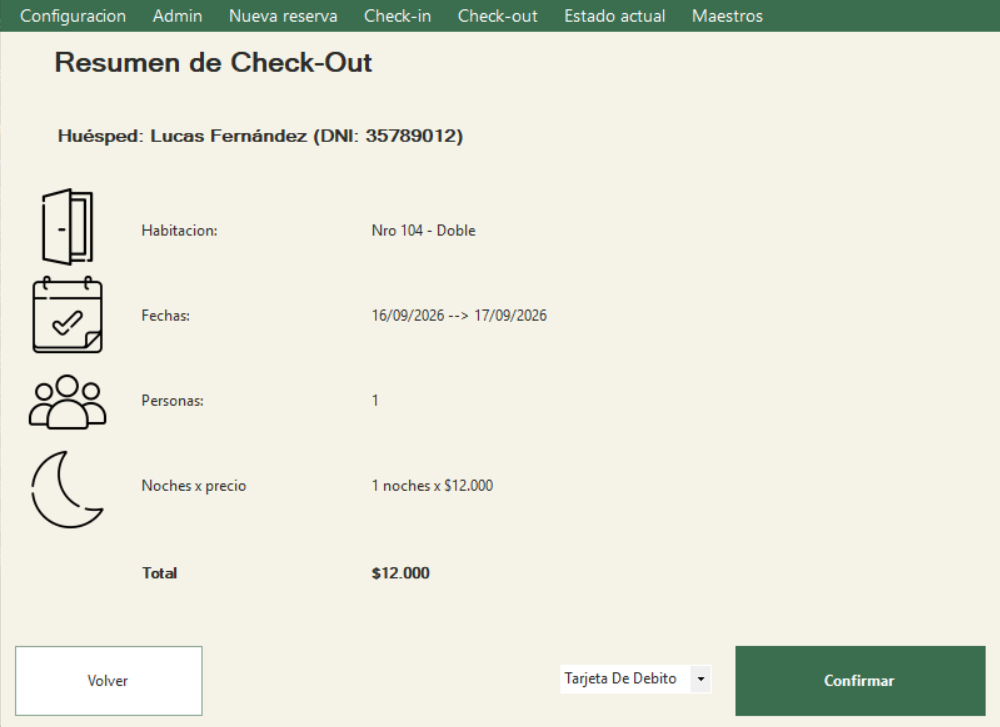 Configuracion Admin Nueva reserva Check-in Check-out Estado actual Maestros
Resumen de Check-Out
Huésped: Lucas Fernández (DNI: 35789012)
Habitacion: Nro 104 - Doble
Fechas: 16/09/2026 --> 17/09/2026
Personas: 1
Noches x precio 1 noches x $12.000
Total $12.000
Volver Tarjeta De Debito Confirmar